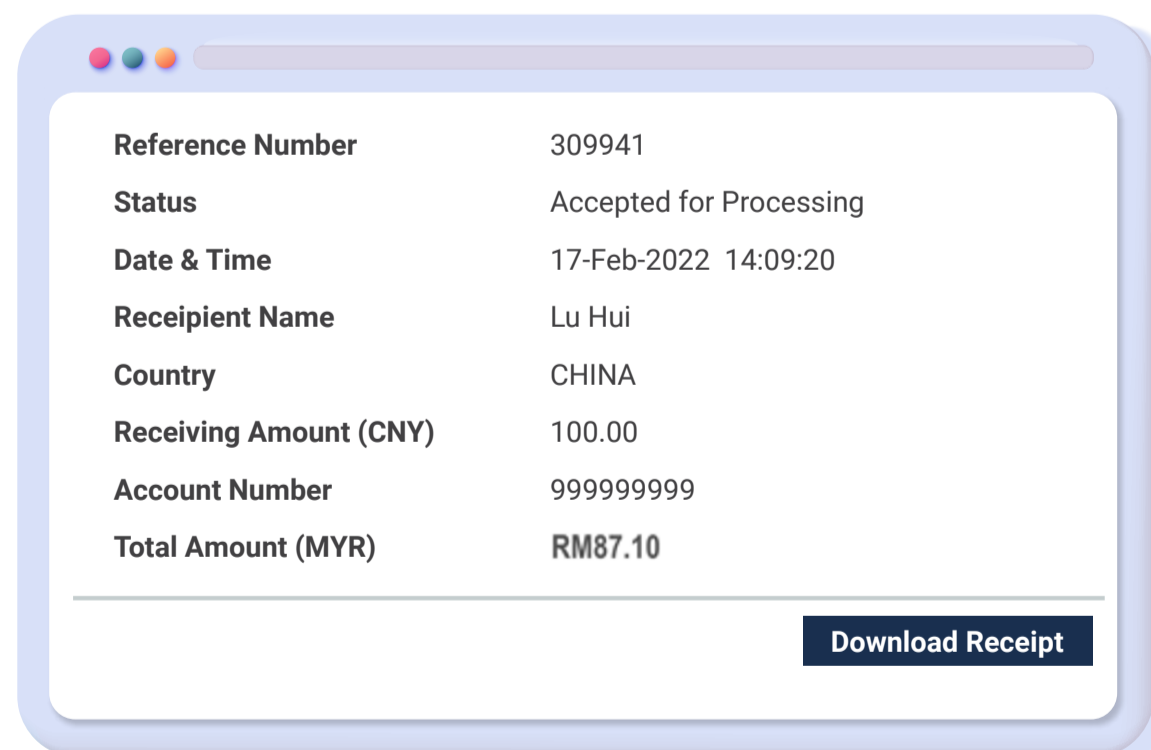 Reference Number 309941
Status Accepted for Processing
Date & Time 17-Feb-2022 14:09:20
Receipient Name Lu Hui
Country CHINA
Receiving Amount (CNY) 100.00
Account Number 999999999
Total Amount (MYR) RM87.10
Download Receipt